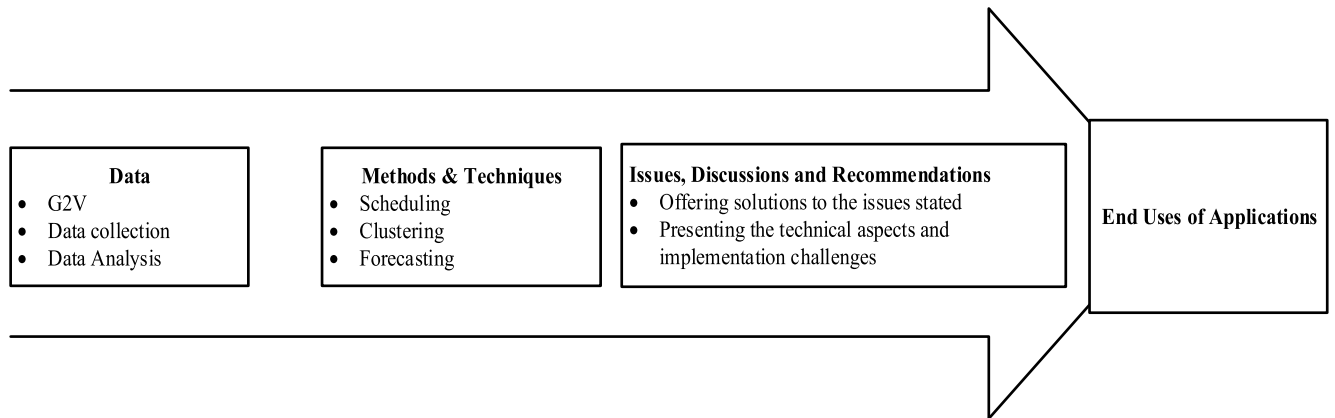 Data
• G2V
• Data collection
• Data Analysis
Methods & Techniques
• Scheduling
• Clustering
• Forecasting
Issues, Discussions and Recommendations
• Offering solutions to the issues stated
• Presenting the technical aspects and
implementation challenges
End Uses of Applications